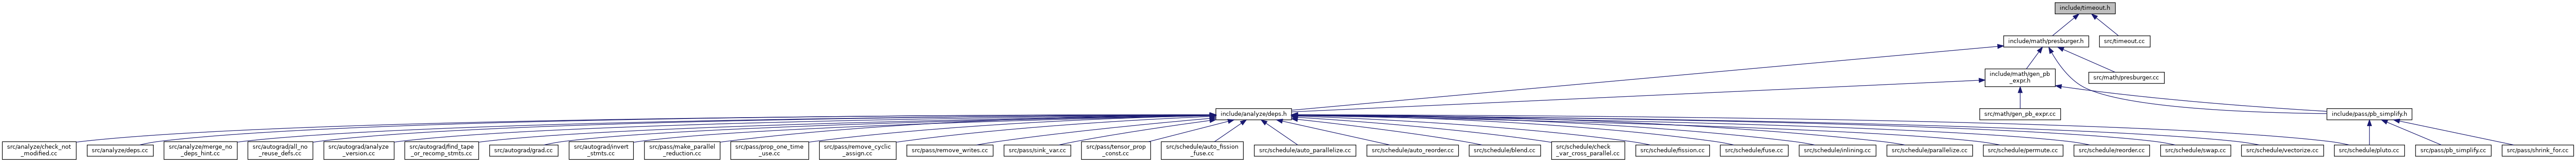 include/timeout.h
include/math/presburger.h
src/timeout.cc
include/math/gen_pb
_expr.h
src/math/presburger.cc
include/analyze/deps.h
src/math/gen_pb_expr.cc
include/pass/pb_simplify.h
src/analyze/check_not
_modified.cc
src/analyze/deps.cc
src/analyze/merge_no
_deps_hint.cc
src/autograd/all_no
_reuse_defs.cc
src/autograd/analyze
_version.cc
src/autograd/find_tape
_or_recomp_stmts.cc
src/autograd/grad.cc
src/autograd/invert
_stmts.cc
src/pass/make_parallel
_reduction.cc
src/pass/prop_one_time
_use.cc
src/pass/remove_cyclic
_assign.cc
src/pass/remove_writes.cc
src/pass/sink_var.cc
src/pass/tensor_prop
_const.cc
src/schedule/auto_fission
_fuse.cc
src/schedule/auto_parallelize.cc
src/schedule/auto_reorder.cc
src/schedule/blend.cc
src/schedule/check
_var_cross_parallel.cc
src/schedule/fission.cc
src/schedule/fuse.cc
src/schedule/inlining.cc
src/schedule/parallelize.cc
src/schedule/permute.cc
src/schedule/reorder.cc
src/schedule/swap.cc
src/schedule/vectorize.cc
src/schedule/pluto.cc
src/pass/pb_simplify.cc
src/pass/shrink_for.cc